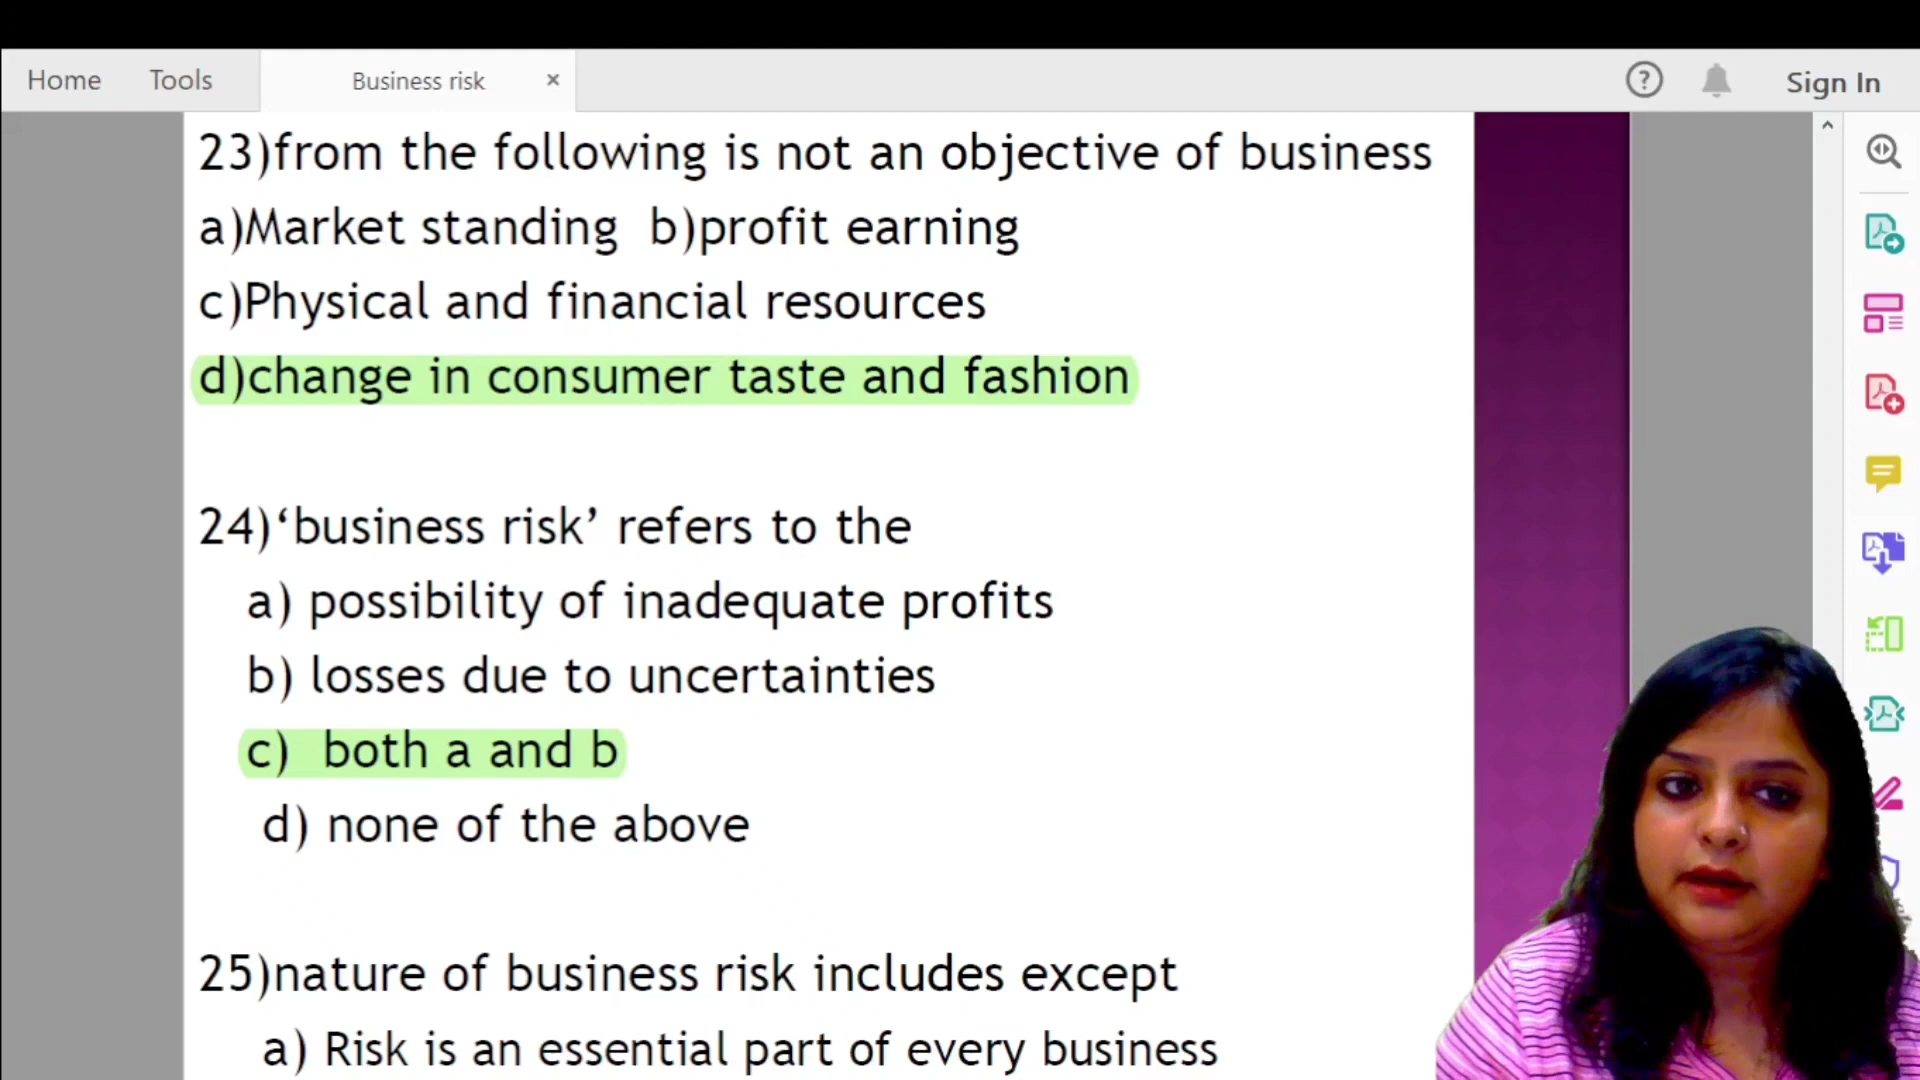 Home Tools Business risk × ? Sign In
23)from the following is not an objective of business
a)Market standing b)profit earning
c)Physical and financial resources
d)change in consumer taste and fashion
24)‘business risk’ refers to the
a) possibility of inadequate profits
b) losses due to uncertainties
c) both a and b
d) none of the above
25)nature of business risk includes except
a) Risk is an essential part of every business